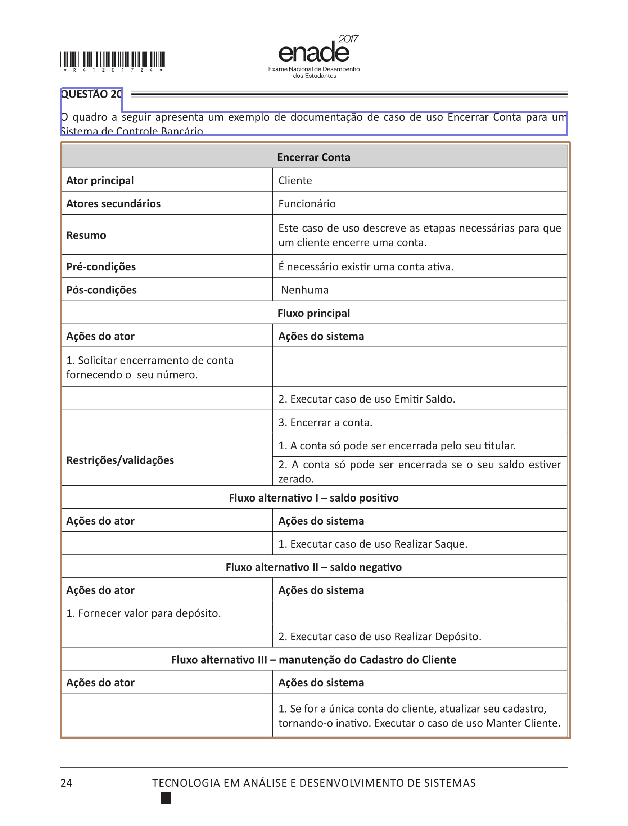 *R2412017244*
2017
enade
Exame Nacional de Desempenho
dos Estudantes
QUESTÃO 20
O quadro a seguir apresenta um exemplo de documentação de caso de uso Encerrar Conta para um
Sistema de Controle Bancário
Encerrar Conta
Ator principal Cliente
Atores secundários Funcionário
Resumo Este caso de uso descreve as etapas necessárias para que
um cliente encerre uma conta.
Pré-condições É necessário existir uma conta ativa.
Pós-condições Nenhuma
Fluxo principal
Ações do ator Ações do sistema
1. Solicitar encerramento de conta
fornecendo o seu número.
2. Executar caso de uso Emitir Saldo.
3. Encerrar a conta.
Restrições/validações 1. A conta só pode ser encerrada pelo seu titular.
2. A conta só pode ser encerrada se o seu saldo estiver
zerado.
Fluxo alternativo I – saldo positivo
Ações do ator Ações do sistema
1. Executar caso de uso Realizar Saque.
Fluxo alternativo II – saldo negativo
Ações do ator Ações do sistema
1. Fornecer valor para depósito.
2. Executar caso de uso Realizar Depósito.
Fluxo alternativo III – manutenção do Cadastro do Cliente
Ações do ator Ações do sistema
1. Se for a única conta do cliente, atualizar seu cadastro,
tornando-o inativo. Executar o caso de uso Manter Cliente.
24 TECNOLOGIA EM ANÁLISE E DESENVOLVIMENTO DE SISTEMAS